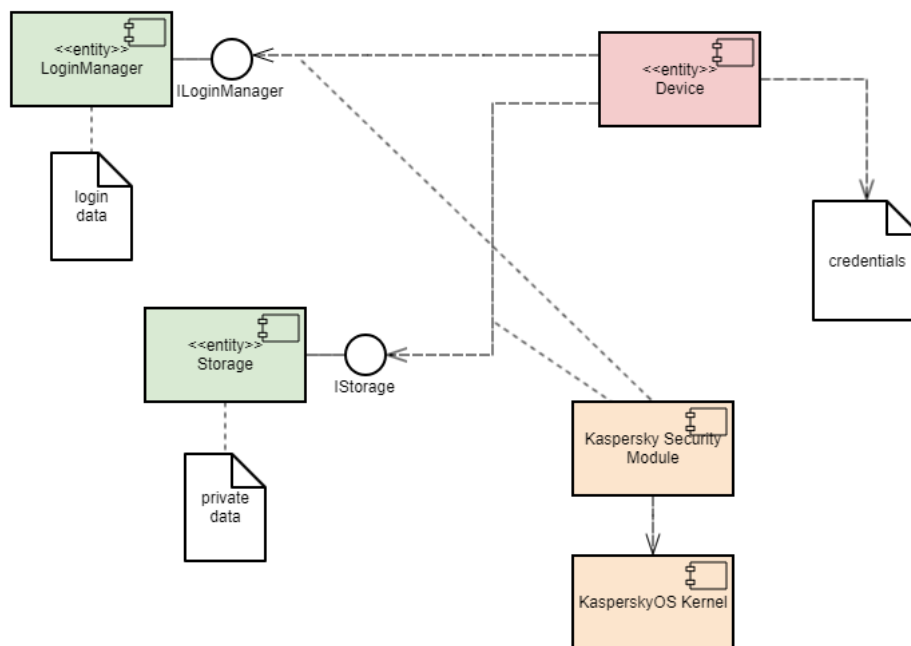 <<entity>>
LoginManager
ILoginManager
<<entity>>
Device
login
data
credentials
<<entity>>
Storage
IStorage
private
data
Kaspersky Security
Module
KasperskyOS Kernel